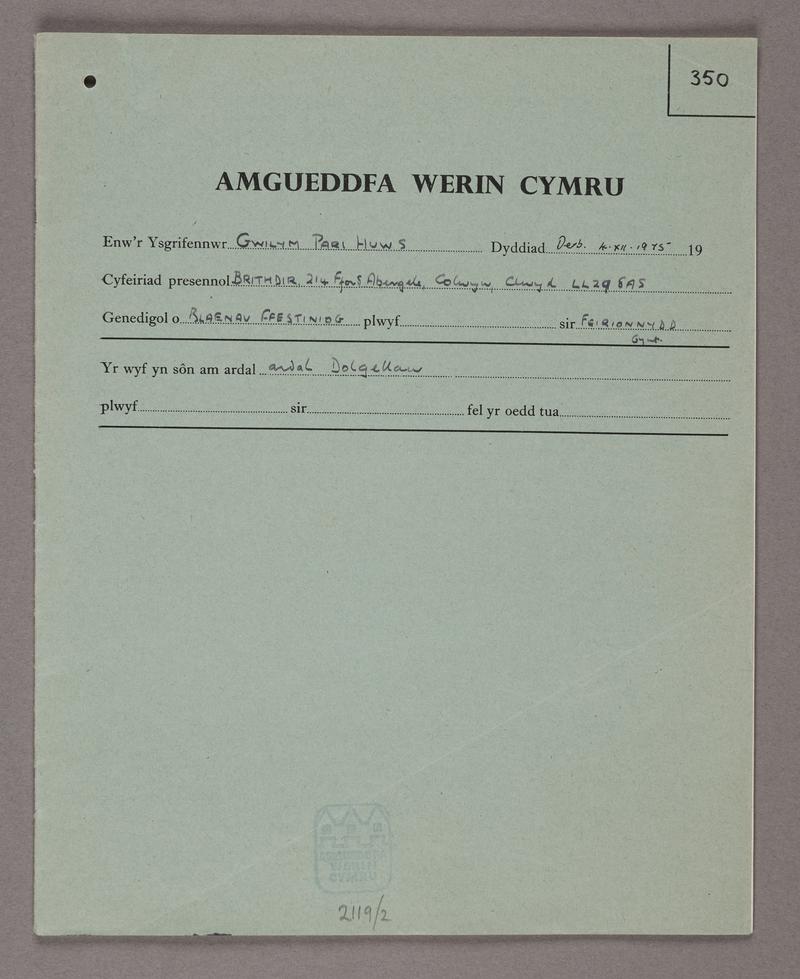 350
AMGUEDDFA WERIN CYMRU
Enw'r Ysgrifennwr GWILYM PARI HUWS Dyddiad Derb. 4.XII.1975 19
Cyfeiriad presennol BRITHDIR, 214 Ffordd Abergele, Colwyn, Clwyd LL29 8AS
Genedigol o BLAENAU FFESTINIOG plwyf sir FEIRIONNYDD
Yr wyf yn sôn am ardal ardal Dolgellau
plwyf sir fel yr oedd tua
WERIN
CYMRU
2119/2